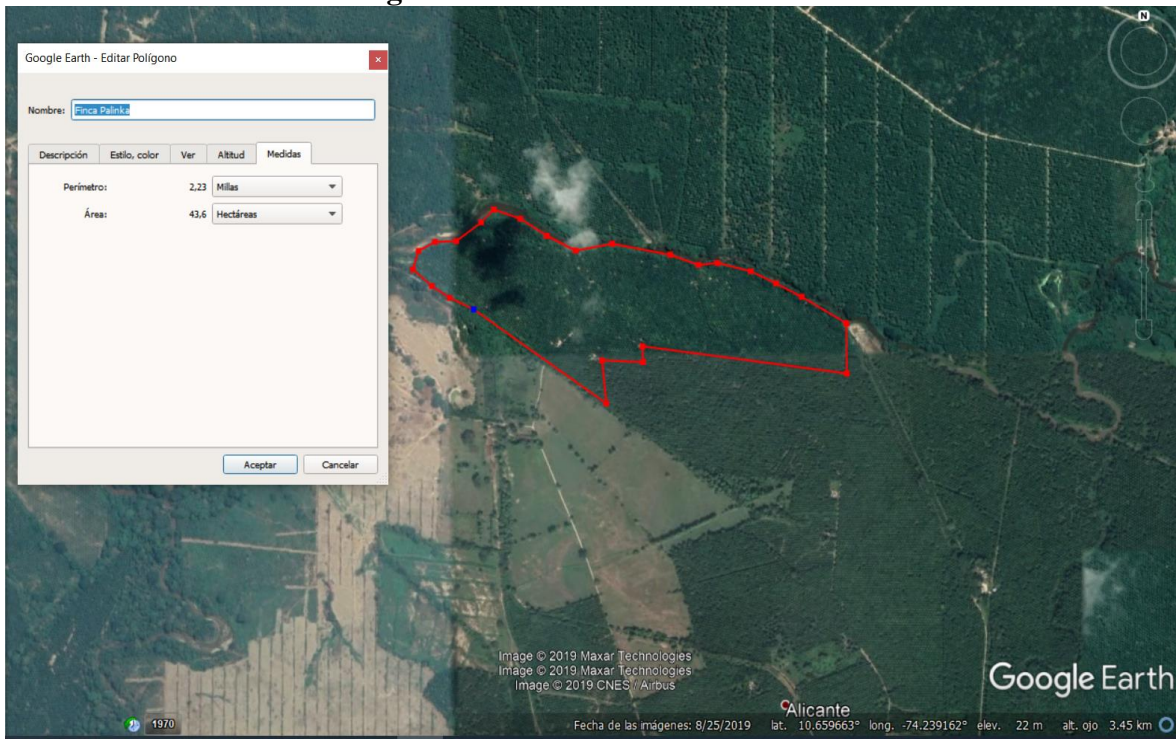 Google Earth - Editar Polígono
Nombre: Finca Palinka
Descripción Estilo, color Ver Altitud Medidas
Perímetro: 2,23 Millas
Área: 43,6 Hectáreas
Aceptar Cancelar
N
Image © 2019 Maxar Technologies
Image © 2019 Maxar Technologies
Image © 2019 CNES / Airbus
Google Earth
Alicante
1970
Fecha de las imágenes: 8/25/2019 lat. 10.659663° long. -74.239162° elev. 22 m alt. ojo 3.45 km